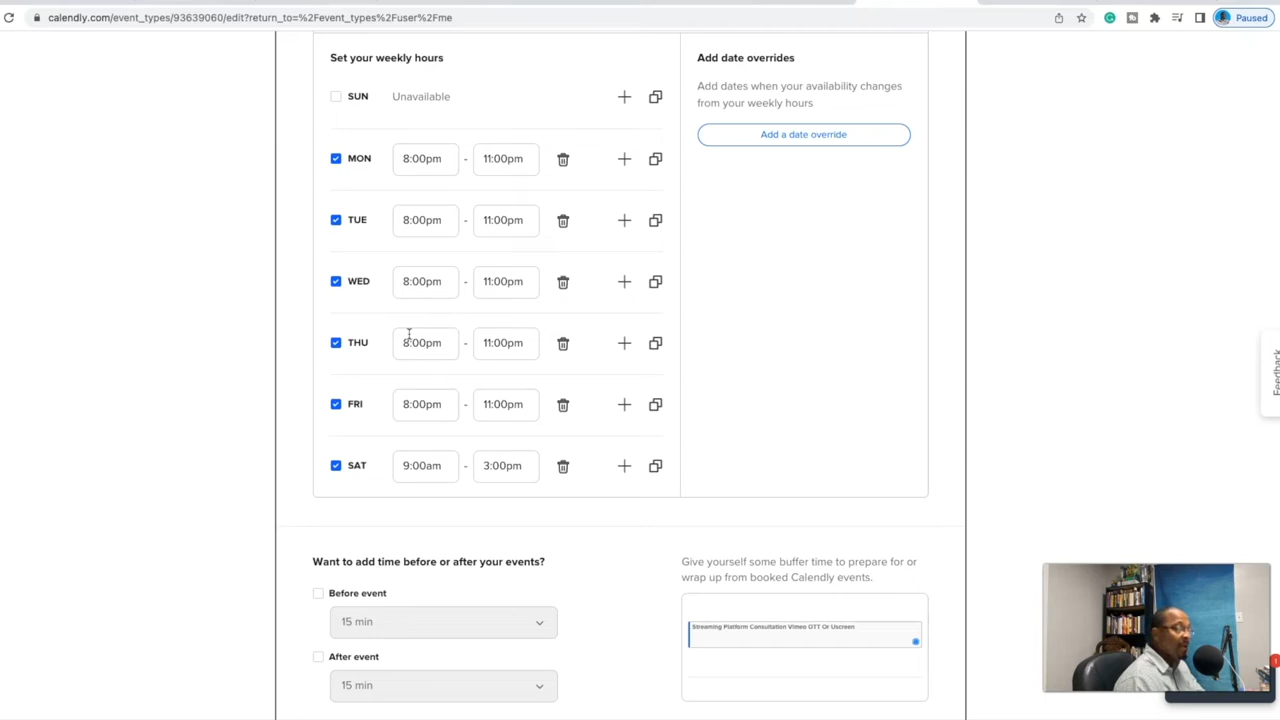 calendly.com/event_types/93639060/edit?return_to=%2Fevent_types%2Fuser%2Fme
Paused
Set your weekly hours
SUN Unavailable
MON 8:00pm - 11:00pm
TUE 8:00pm - 11:00pm
WED 8:00pm - 11:00pm
THU 8:00pm - 11:00pm
FRI 8:00pm - 11:00pm
SAT 9:00am - 3:00pm
Add date overrides
Add dates when your availability changes
from your weekly hours
Add a date override
Feedback
Want to add time before or after your events?
Before event
15 min
After event
15 min
Give yourself some buffer time to prepare for or
wrap up from booked Calendly events.
Streaming Platform Consultation Vimeo OTT Or Uscreen
1